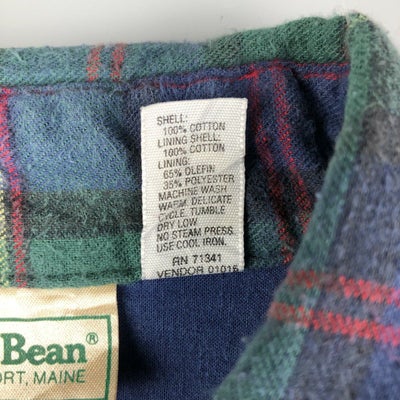 SHELL:
100% COTTON
LINING SHELL:
100% COTTON
LINING:
65% OLEFIN
35% POLYESTER
MACHINE WASH
WARM. DELICATE
CYCLE. TUMBLE
DRY LOW
NO STEAM PRESS
USE COOL IRON.
RN 71341
VENDOR 01015
Bean®
ORT, MAINE